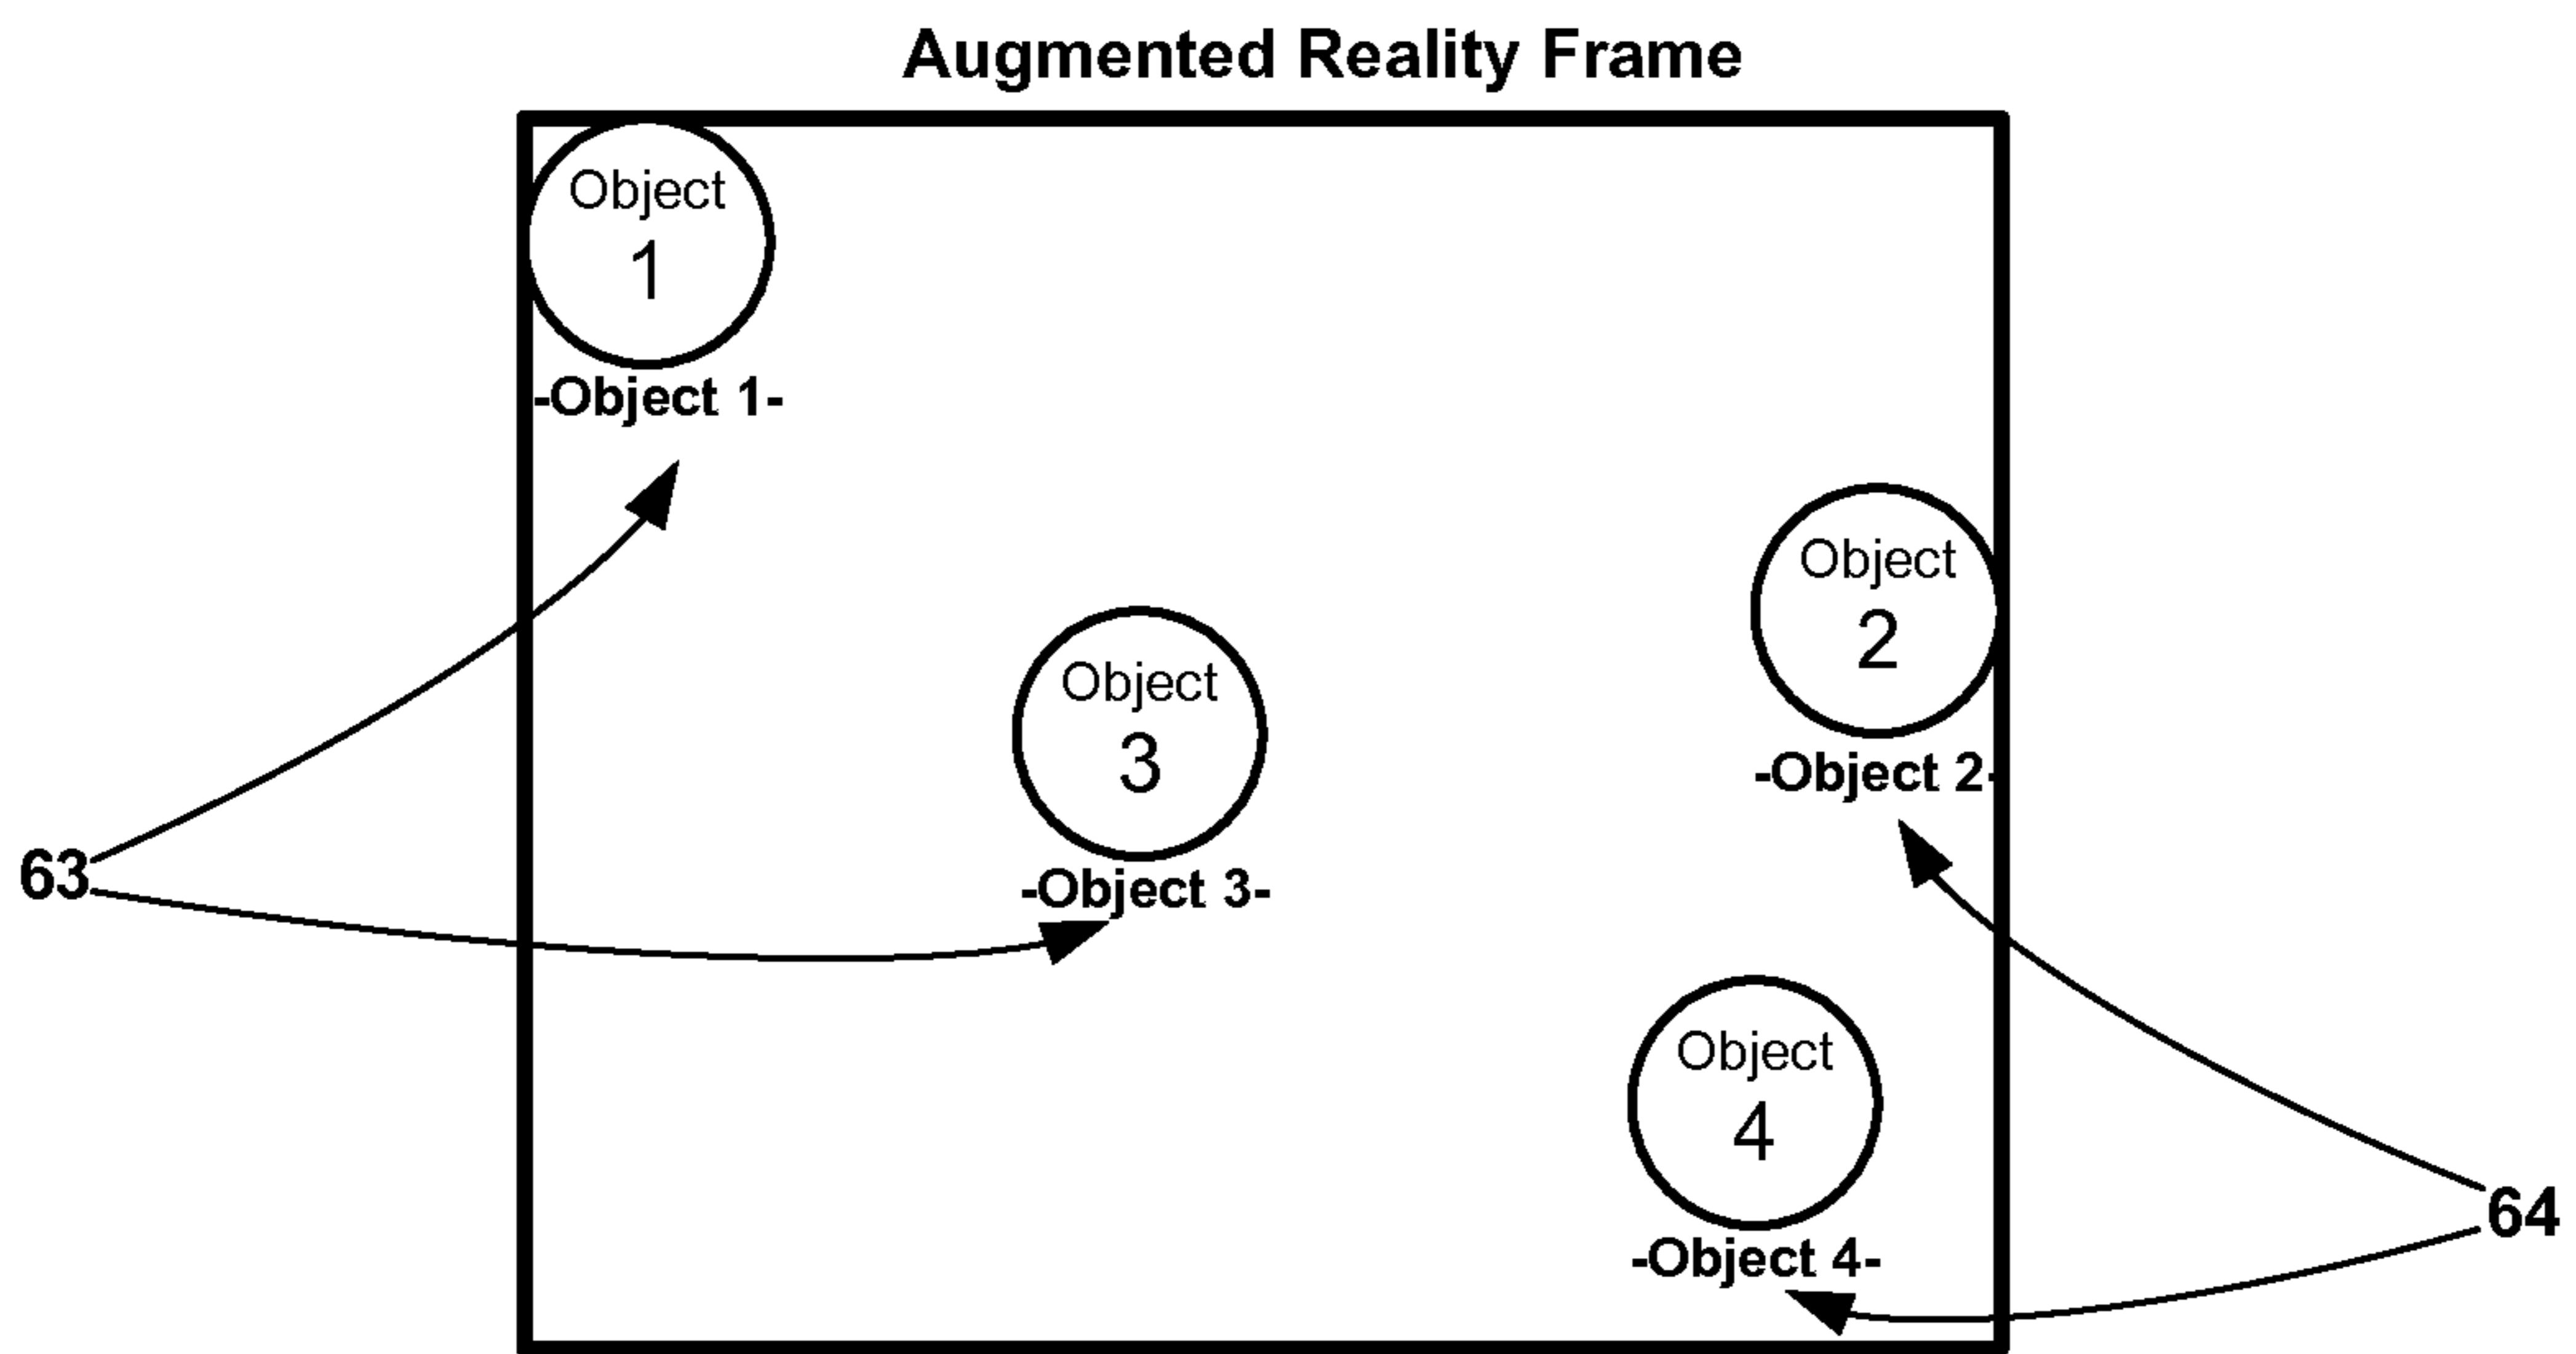 Augmented Reality Frame
Object
1
-Object 1-
Object
2
-Object 2-
Object
3
-Object 3-
63
Object
4
-Object 4-
64